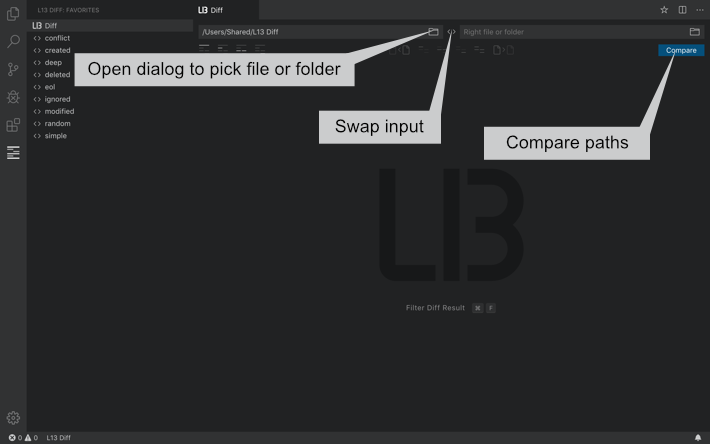 L13 DIFF: FAVORITES
L13 Diff
L13 Diff
/Users/Shared/L13 Diff
Right file or folder
Compare
conflict
created
deep
deleted
eol
ignored
modified
random
simple
Open dialog to pick file or folder
Swap input
Compare paths
L13
Filter Diff Result ⌘ F
0 0 L13 Diff